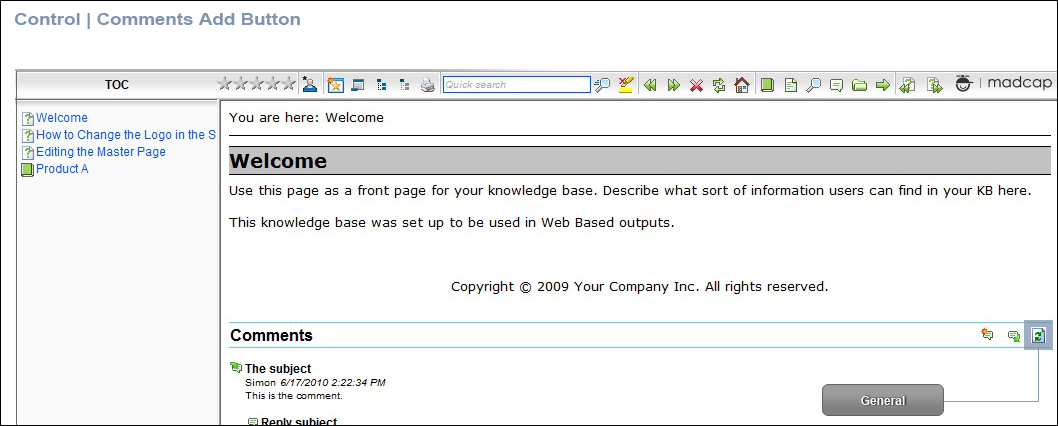 Control | Comments Add Button
TOC
Quick search
madcap
Welcome
How to Change the Logo in the S
Editing the Master Page
Product A
You are here: Welcome
Welcome
Use this page as a front page for your knowledge base. Describe what sort of information users can find in your KB here.
This knowledge base was set up to be used in Web Based outputs.
Copyright © 2009 Your Company Inc. All rights reserved.
Comments
The subject
Simon 6/17/2010 2:22:34 PM
This is the comment.
General
Reply subject